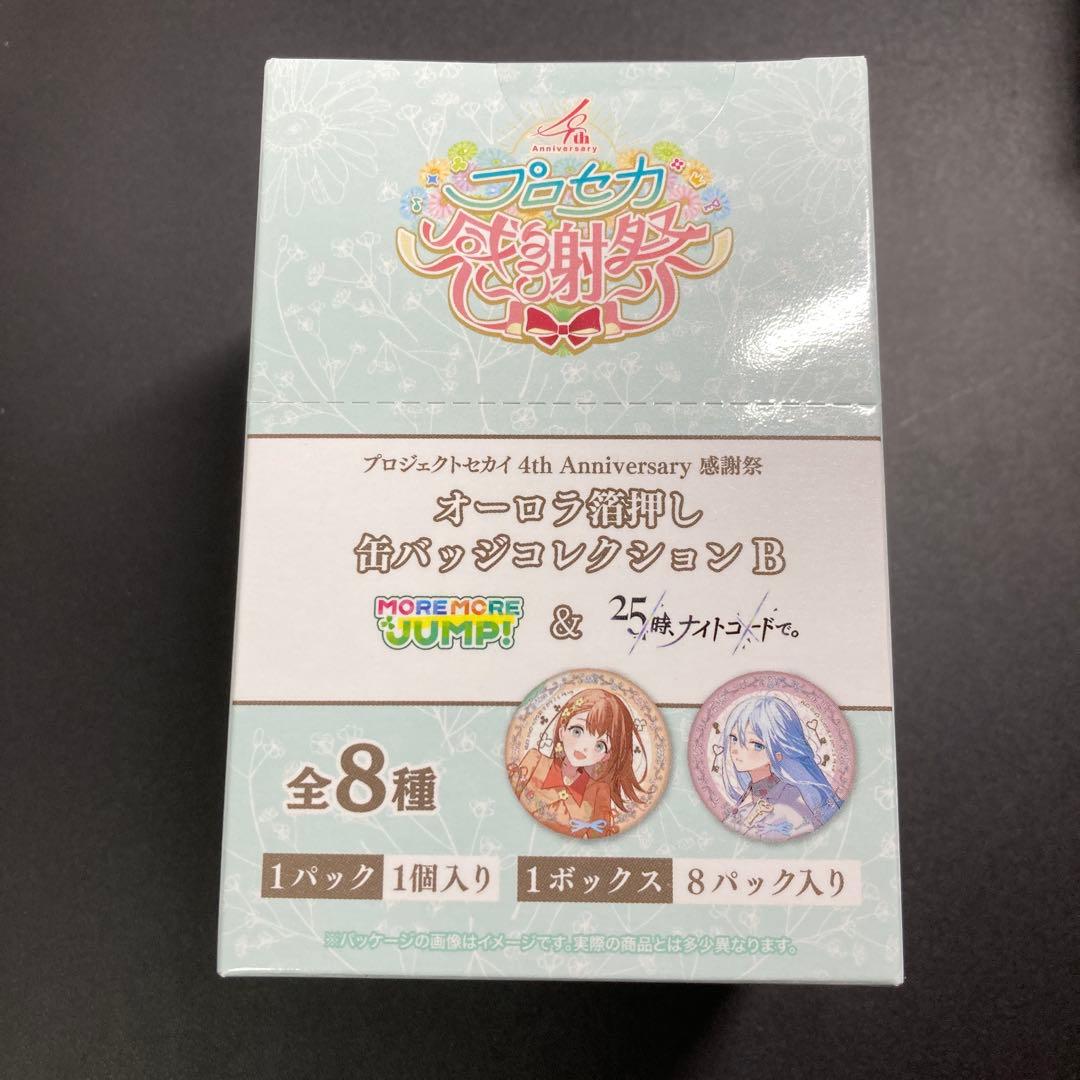 4th
Anniversary
プロセカ
感謝祭
プロジェクトセカイ 4th Anniversary 感謝祭
オーロラ箔押し
缶バッジコレクション B
MORE MORE JUMP! & 25時、ナイトコードで。
全8種
1パック 1個入り 1ボックス 8パック入り
※パッケージの画像はイメージです。実際の商品とは多少異なります。